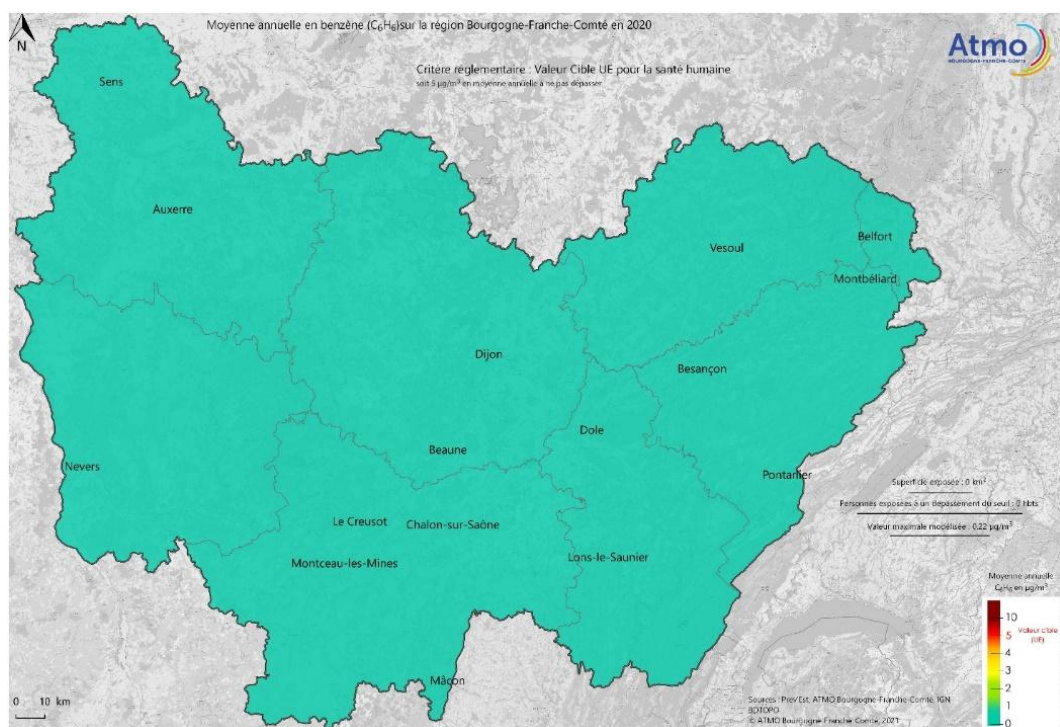 Moyenne annuelle en benzène (C6H6)sur la région Bourgogne-Franche-Comté en 2020
N
Atmo
BOURGOGNE-FRANCHE-COMTÉ
Critère réglementaire : Valeur Cible UE pour la santé humaine
soit 5 µg/m³ en moyenne annuelle à ne pas dépasser
Sens
Auxerre
Vesoul
Belfort
Montbéliard
Dijon
Besançon
Dole
Beaune
Nevers
Pontarlier
Superficie exposée : 0 km²
Personnes exposées à un dépassement du seuil : 0 hbts
Valeur maximale modélisée : 0.22 µg/m³
Le Creusot
Chalon-sur-Saône
Montceau-les-Mines
Lons-le-Saunier
Moyenne annuelle
C6H6 en µg/m³
10
5
Valeur cible
(UE)
4
3
2
1
0
Mâcon
0 10 km
Sources : Prev'Est, ATMO Bourgogne-Franche-Comté, IGN
BDTOPO
© ATMO Bourgogne Franche Comté, 2021